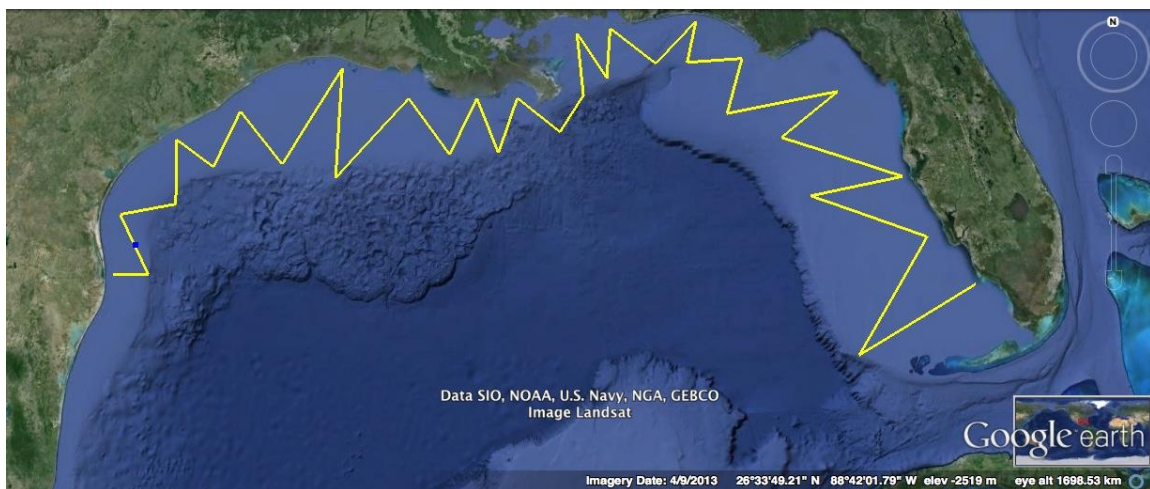 N
Data SIO, NOAA, U.S. Navy, NGA, GEBCO
Image Landsat
Google earth
Imagery Date: 4/9/2013 26°33'49.21" N 88°42'01.79" W elev -2519 m eye alt 1698.53 km